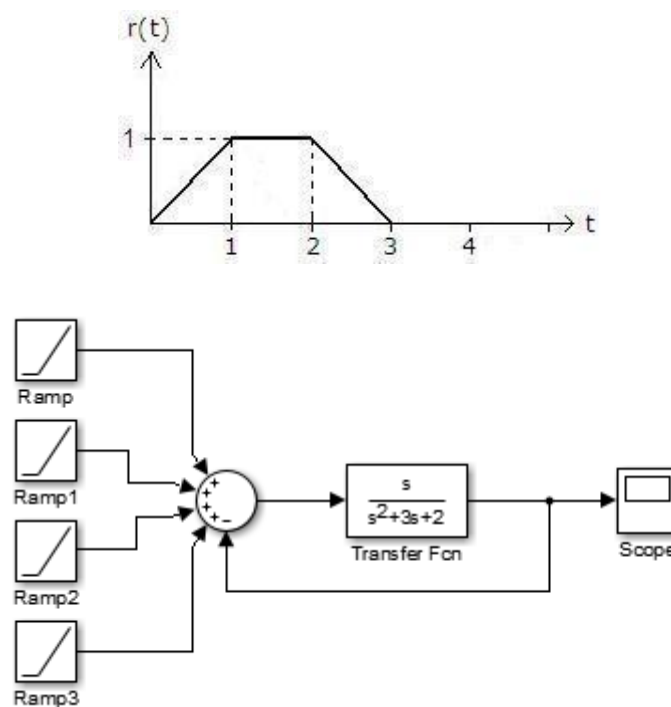 r(t)
1
1 2 3 4
t
Ramp
Ramp1
Ramp2
Ramp3
+
+
+
+ −
s
s²+3s+2
Transfer Fcn
Scope